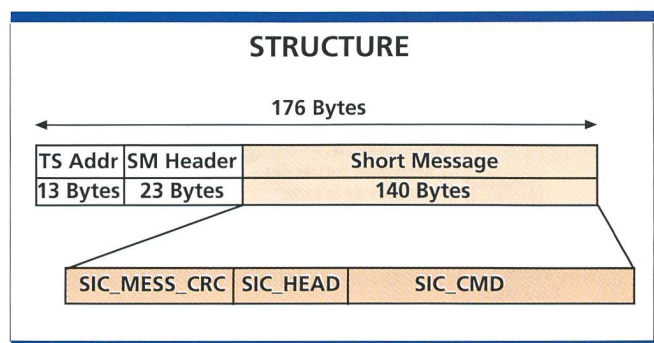 STRUCTURE
176 Bytes
TS Addr SM Header Short Message
13 Bytes 23 Bytes 140 Bytes
SIC_MESS_CRC SIC_HEAD SIC_CMD